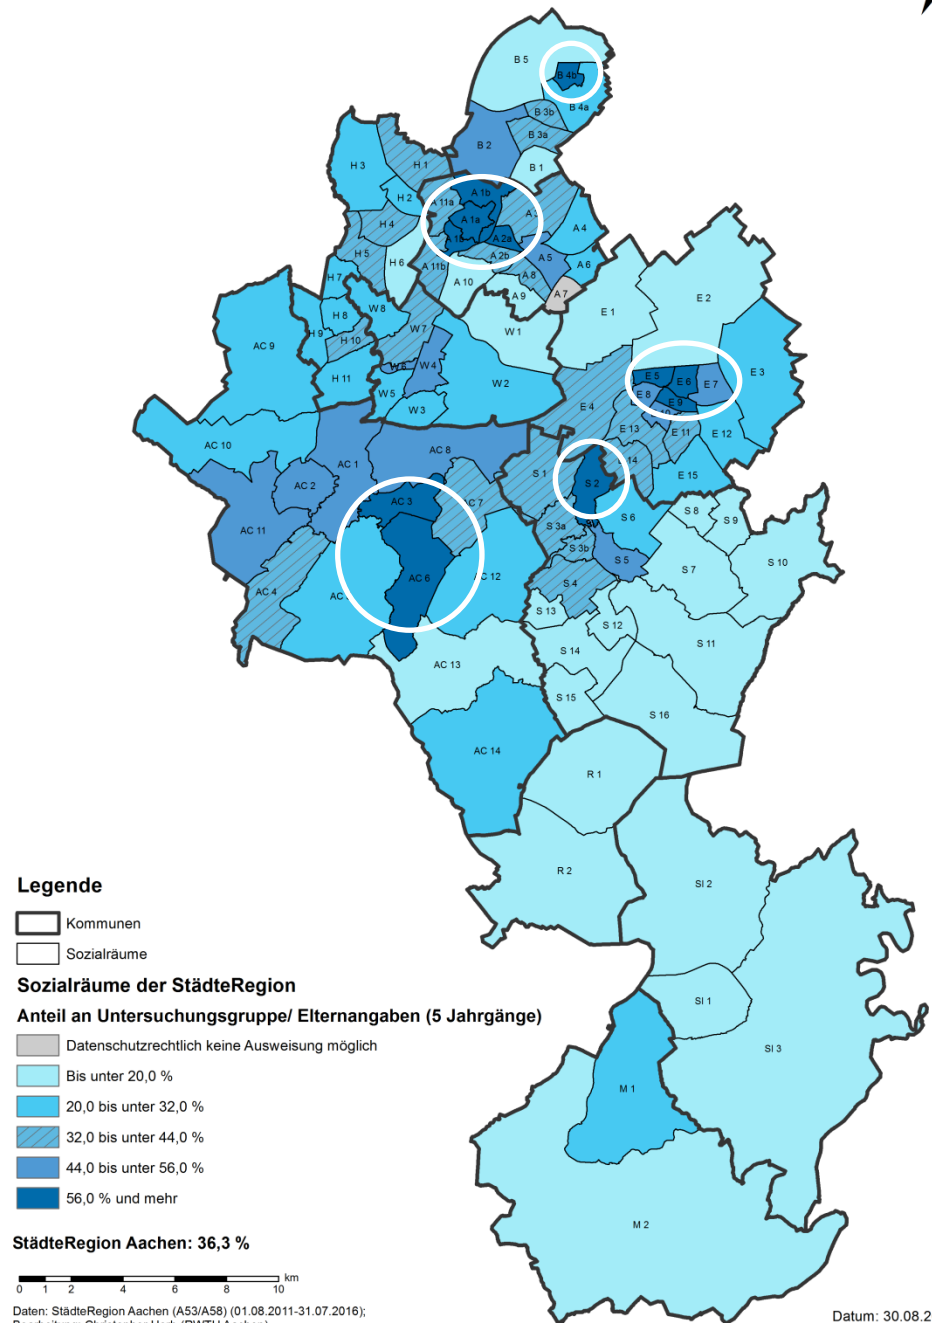 B 5
B 4b
B 4a
B 3b
B 3a
B 2
B 1
H 3
H 1
H 2
A 1b
A 11a
A 1a
A 2a
A 4
H 4
H 5
H 6
A 2b
A 5
A 6
A 11b
A 8
A 10
A 9
A 7
H 7
H 8
W 8
H 9
H 10
W 7
W 1
E 1
E 2
AC 9
W 6
W 4
H 11
W 5
W 2
W 3
E 5
E 6
E 7
E 3
E 8
E 9
E 4
E 13
E 11
E 12
AC 10
AC 8
AC 1
AC 2
S 1
E 15
S 2
AC 3
AC 7
AC 11
S 3a
S 6
S 8
S 9
S 3b
S 5
S 7
S 10
AC 6
AC 12
S 4
AC 4
S 13
S 12
S 14
S 11
AC 13
S 15
S 16
AC 14
R 1
R 2
SI 2
SI 1
SI 3
M 1
M 2
Legende
Kommunen
Sozialräume
Sozialräume der StädteRegion
Anteil an Untersuchungsgruppe/ Elternangaben (5 Jahrgänge)
Datenschutzrechtlich keine Ausweisung möglich
Bis unter 20,0 %
20,0 bis unter 32,0 %
32,0 bis unter 44,0 %
44,0 bis unter 56,0 %
56,0 % und mehr
StädteRegion Aachen: 36,3 %
km
0 1 2 4 6 8 10
Daten: StädteRegion Aachen (A53/A58) (01.08.2011-31.07.2016);
Datum: 30.08.2